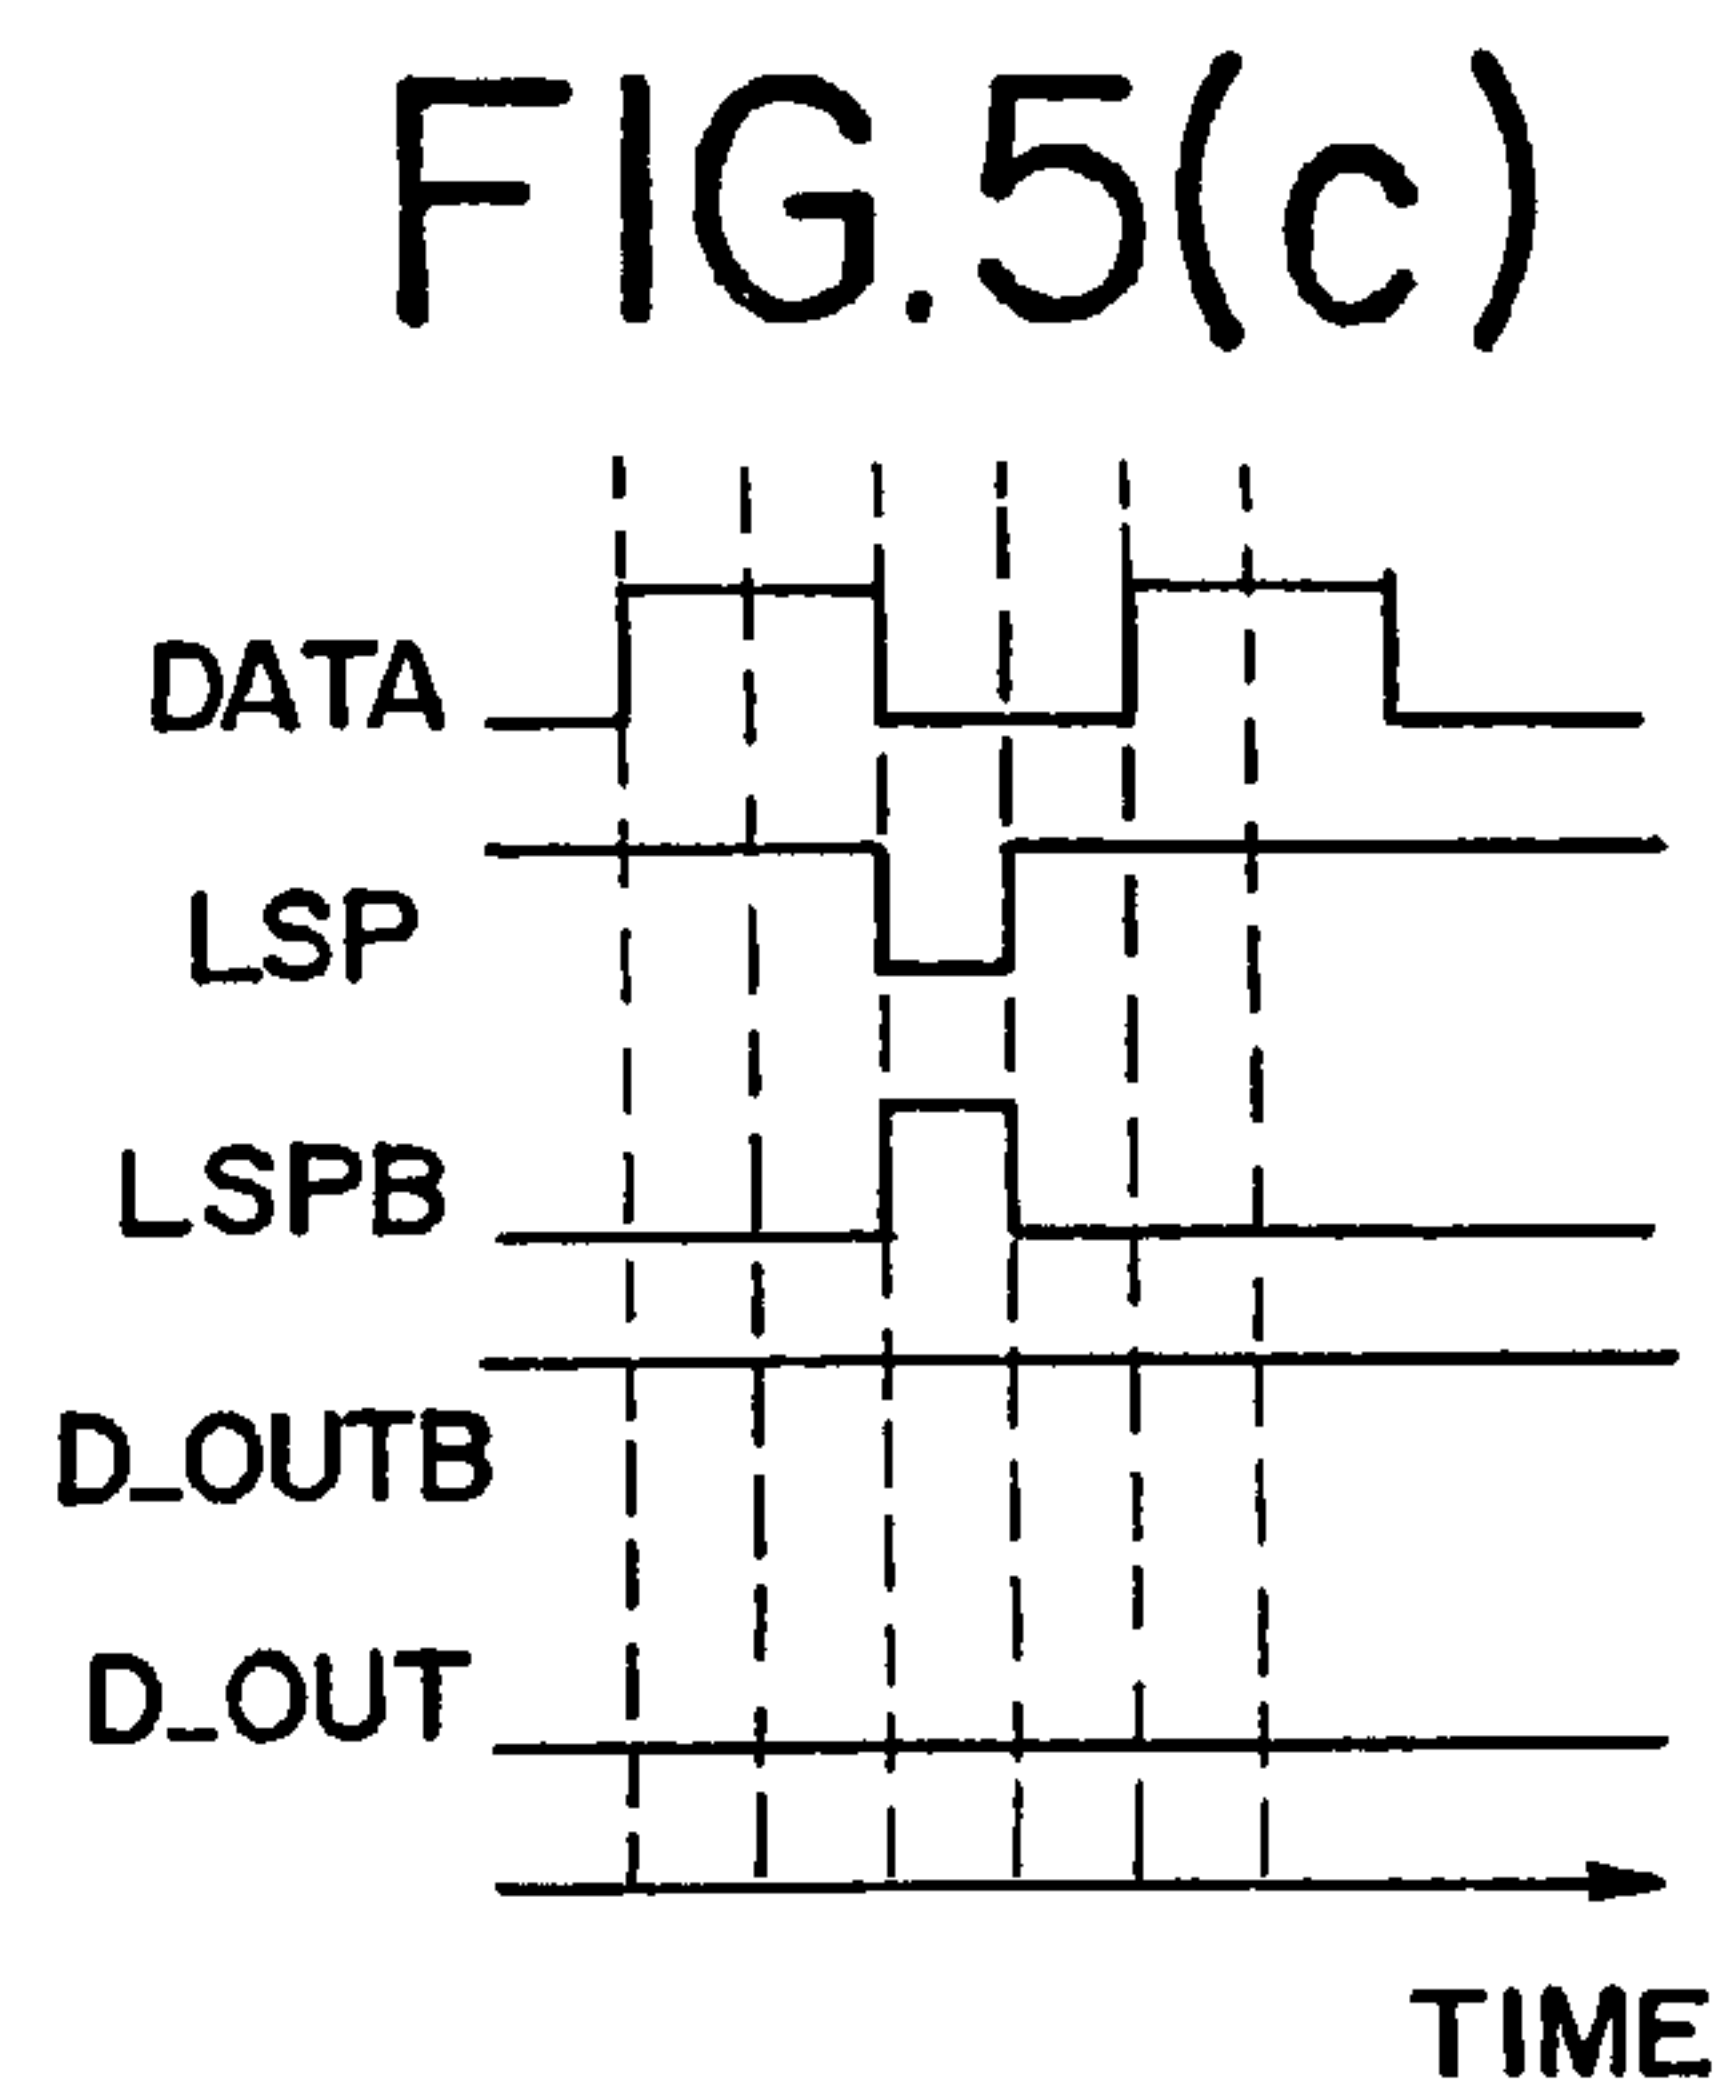 FIG.5(c)
DATA
LSP
LSPB
D_OUTB
D_OUT
TIME